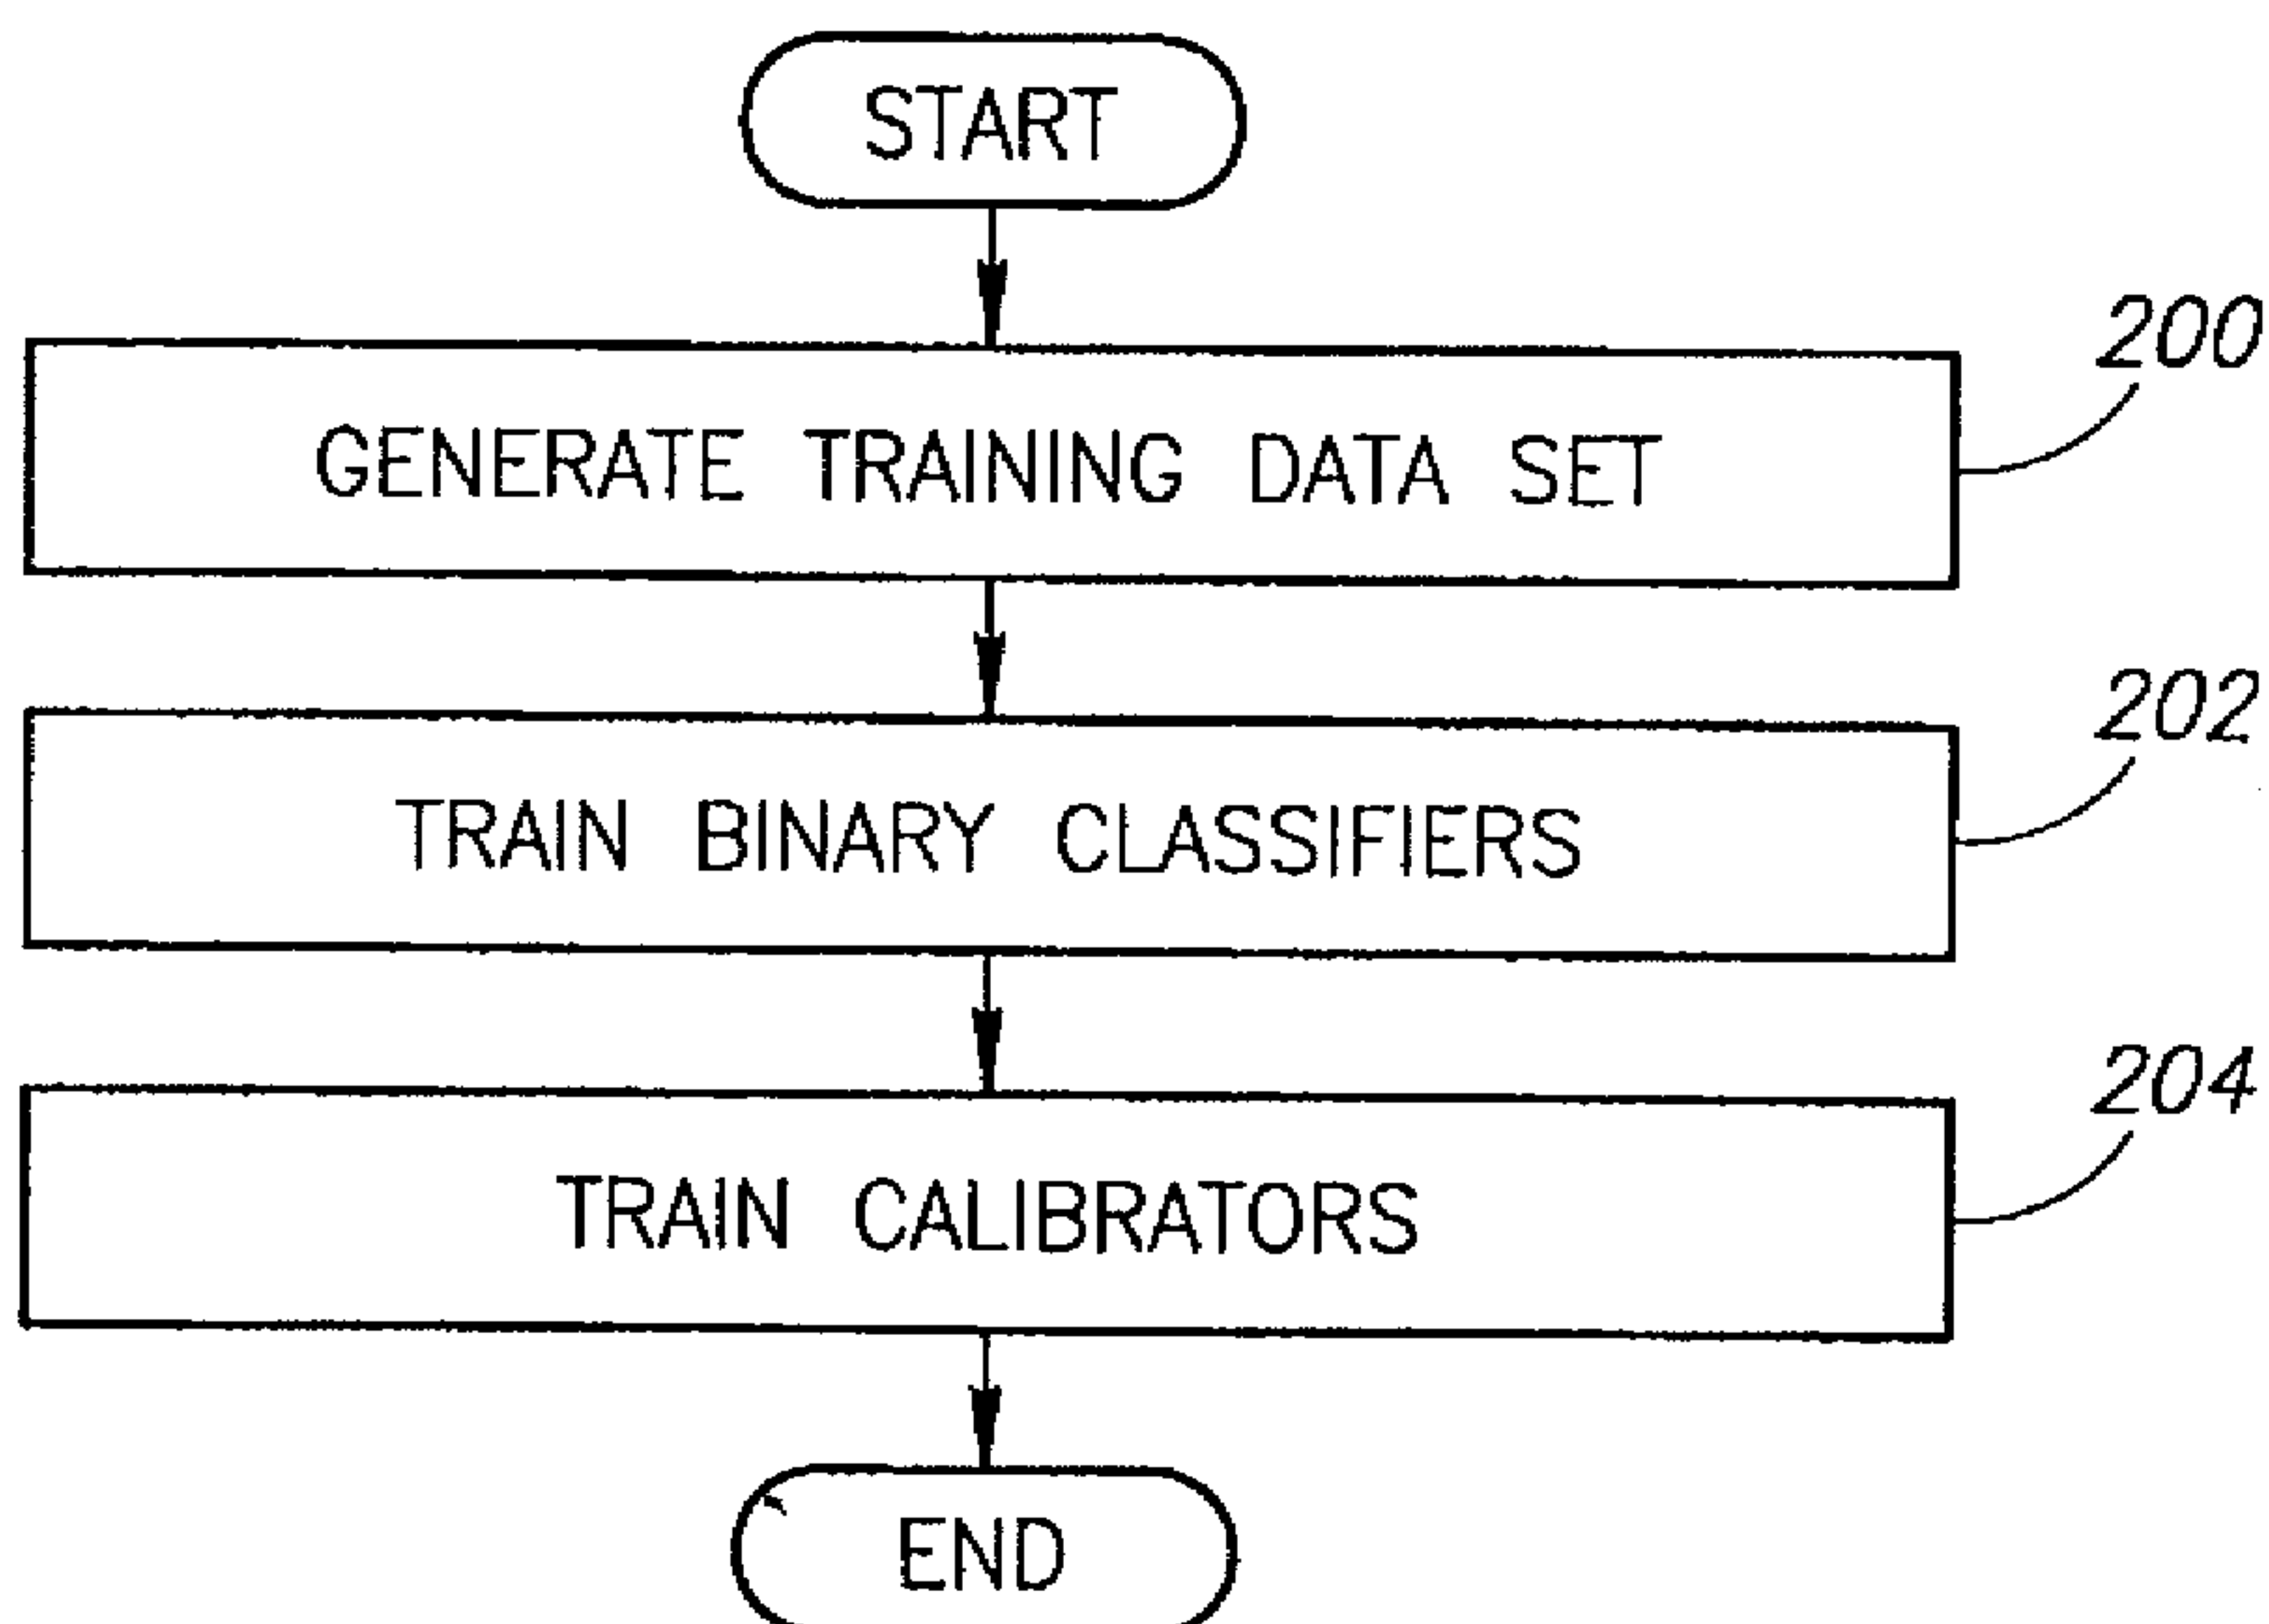 START
200
GENERATE TRAINING DATA SET
202
TRAIN BINARY CLASSIFIERS
204
TRAIN CALIBRATORS
END